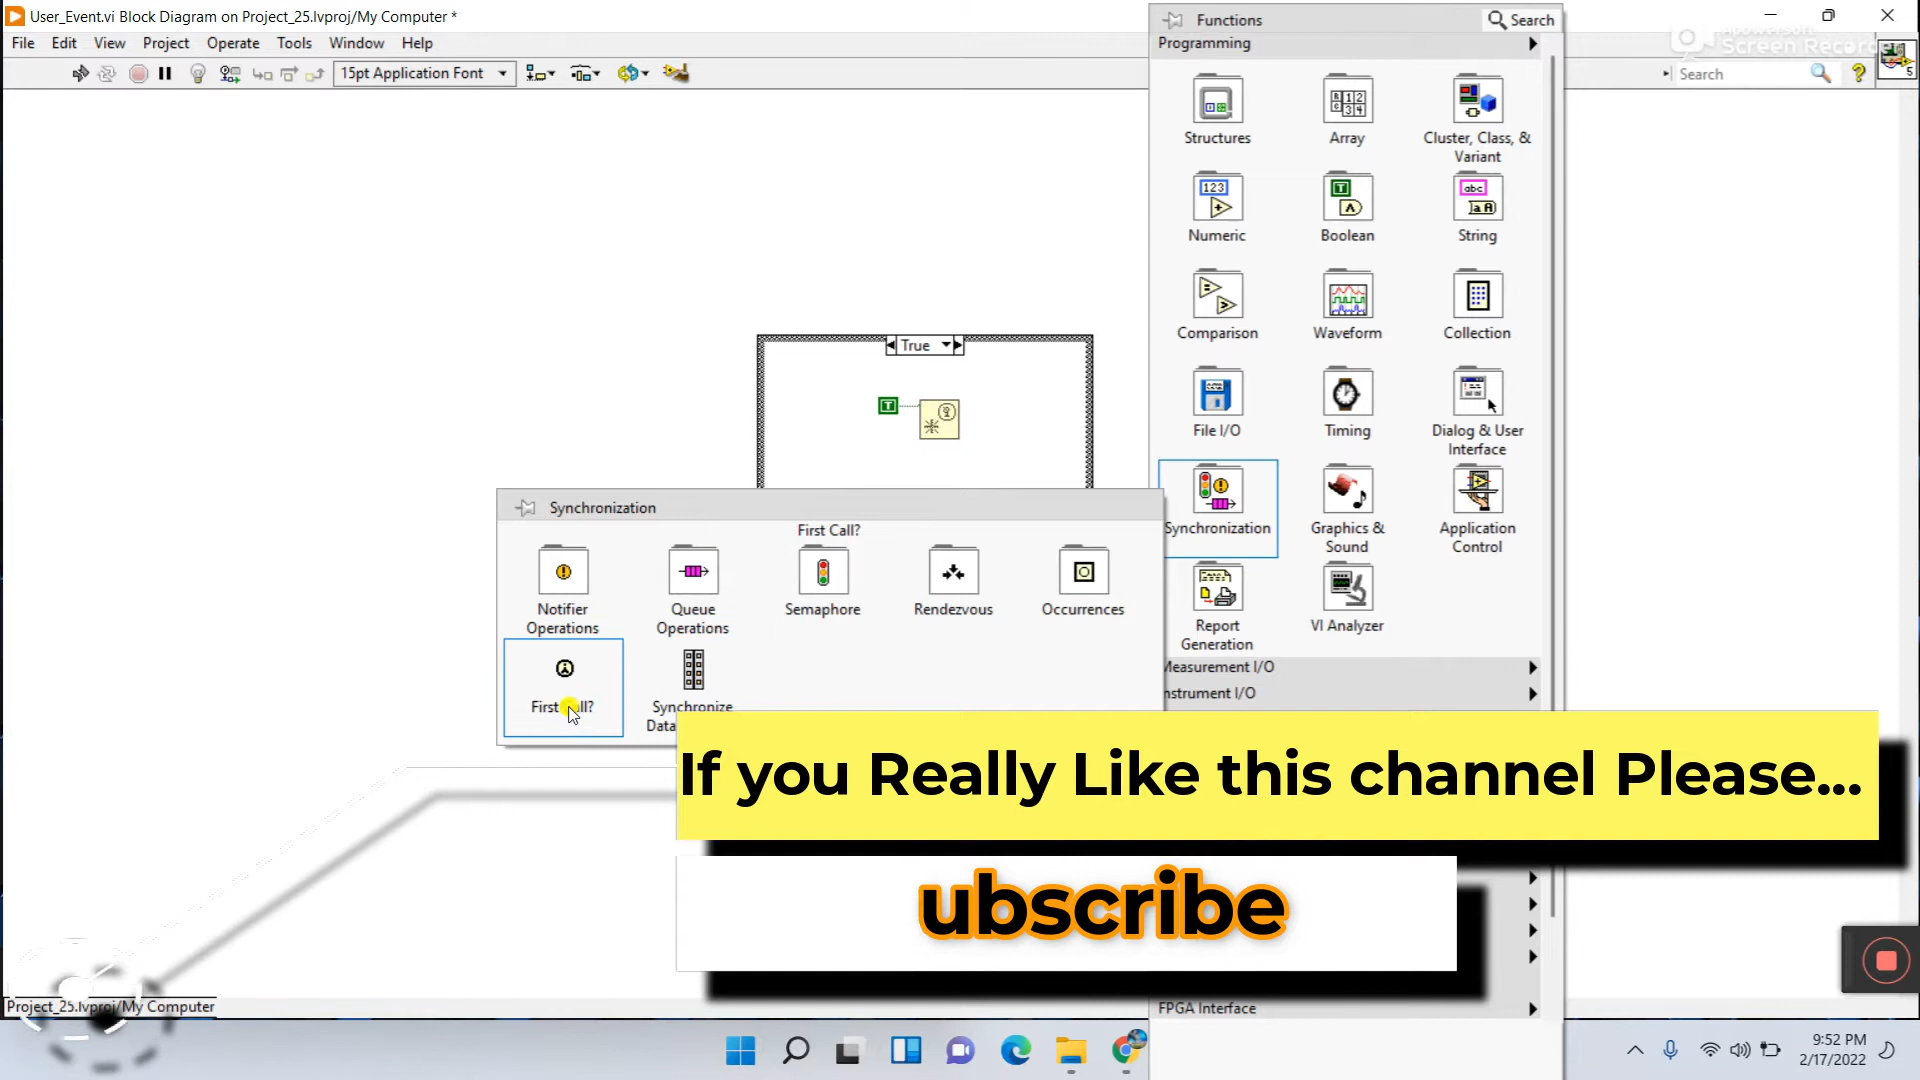 User_Event.vi Block Diagram on Project_25.lvproj/My Computer *
File Edit View Project Operate Tools Window Help
15pt Application Font
Search
Functions
Search
Programming
Structures
Array
Cluster, Class, &
Variant
Numeric
Boolean
String
Comparison
Waveform
Collection
File I/O
Timing
Dialog & User
Interface
Synchronization
Graphics &
Sound
Application
Control
Report
Generation
VI Analyzer
Measurement I/O
nstrument I/O
FPGA Interface
True
T
Synchronization
First Call?
Notifier
Operations
Queue
Operations
Semaphore
Rendezvous
Occurrences
First
Synchronize
Data
If you Really Like this channel Please...
ubscribe
Project_25.lvproj/My Computer
Screen Recorde
9:52 PM
2/17/2022